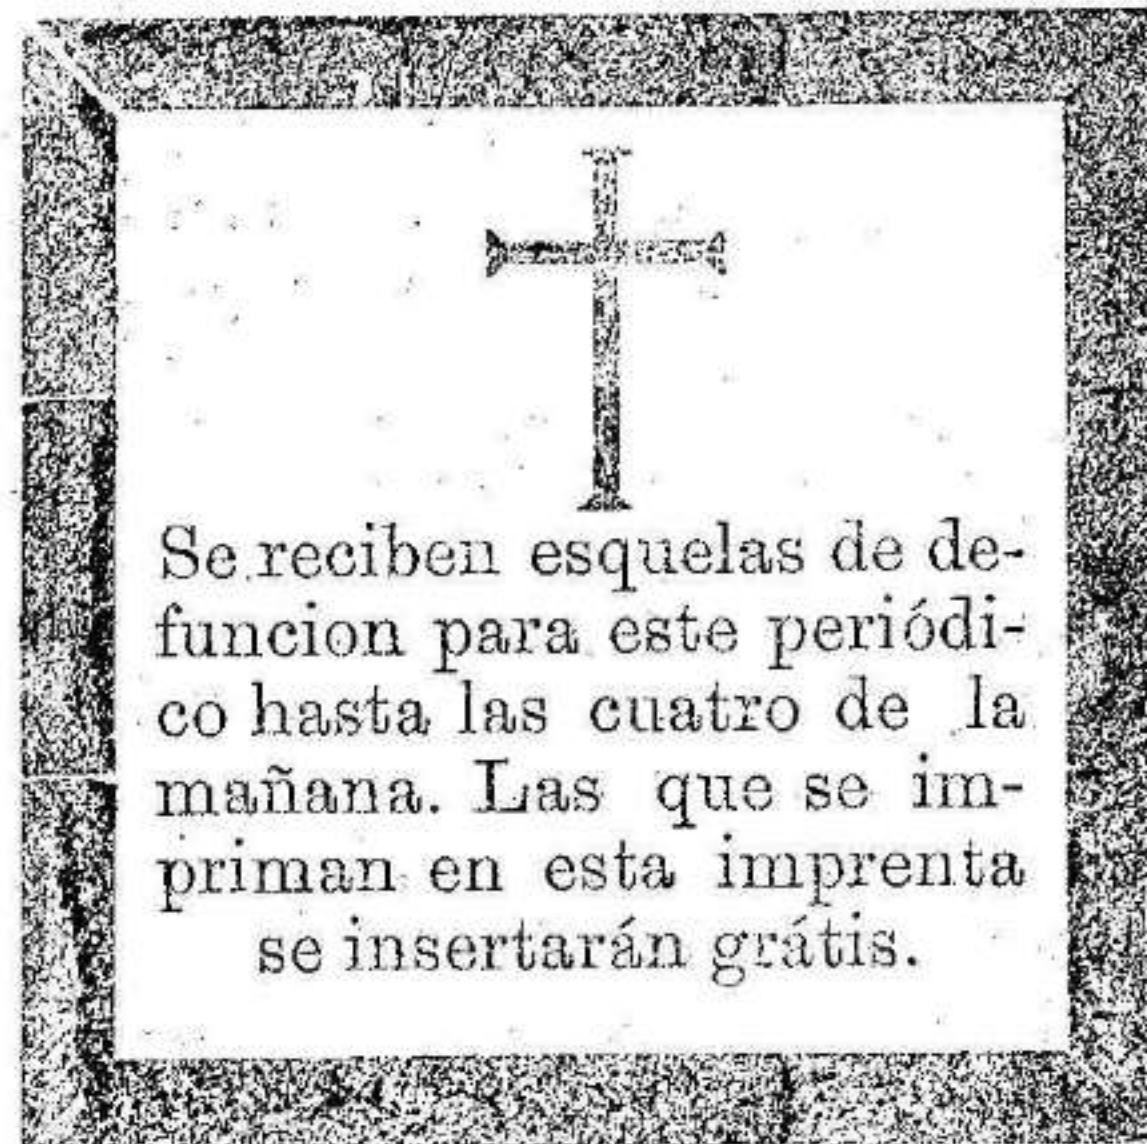 Se reciben esquelas de de-
funcion para este periódi-
co hasta las cuatro de la
mañana. Las que se im-
priman en esta imprenta
se insertarán grátis.